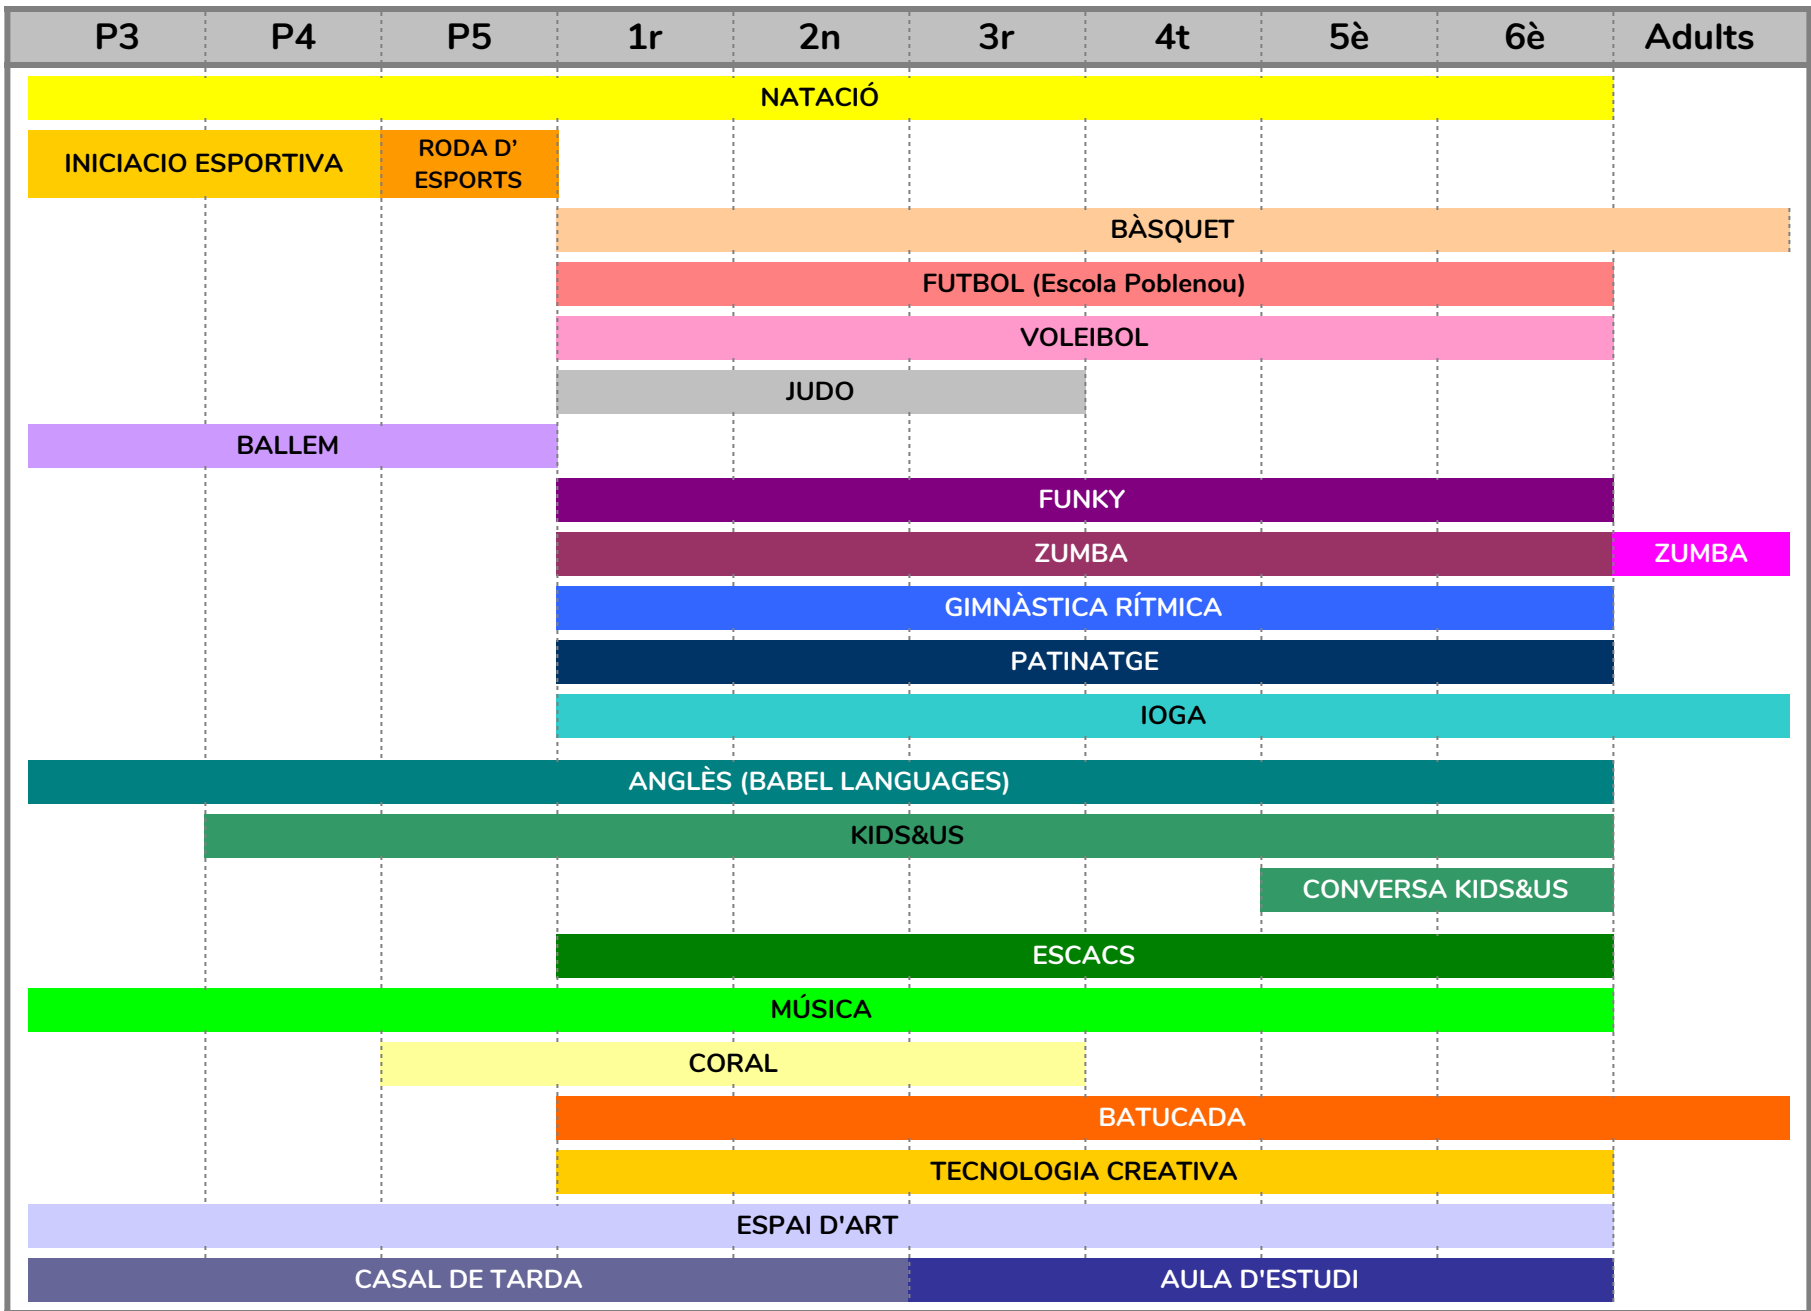 P3 P4 P5 1r 2n 3r 4t 5è 6è Adults
NATACIÓ
INICIACIO ESPORTIVA
RODA D’
ESPORTS
BÀSQUET
FUTBOL (Escola Poblenou)
VOLEIBOL
JUDO
BALLEM
FUNKY
ZUMBA ZUMBA
GIMNÀSTICA RÍTMICA
PATINATGE
IOGA
ANGLÈS (BABEL LANGUAGES)
KIDS&US
CONVERSA KIDS&US
ESCACS
MÚSICA
CORAL
BATUCADA
TECNOLOGIA CREATIVA
ESPAI D'ART
CASAL DE TARDA AULA D'ESTUDI